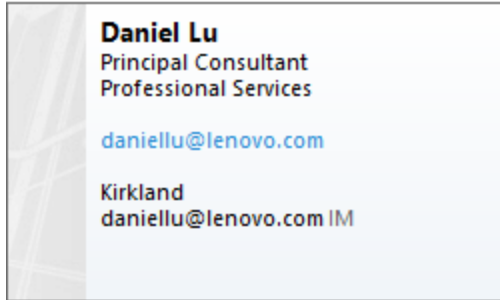 Daniel Lu
Principal Consultant
Professional Services
daniellu@lenovo.com
Kirkland
daniellu@lenovo.com IM